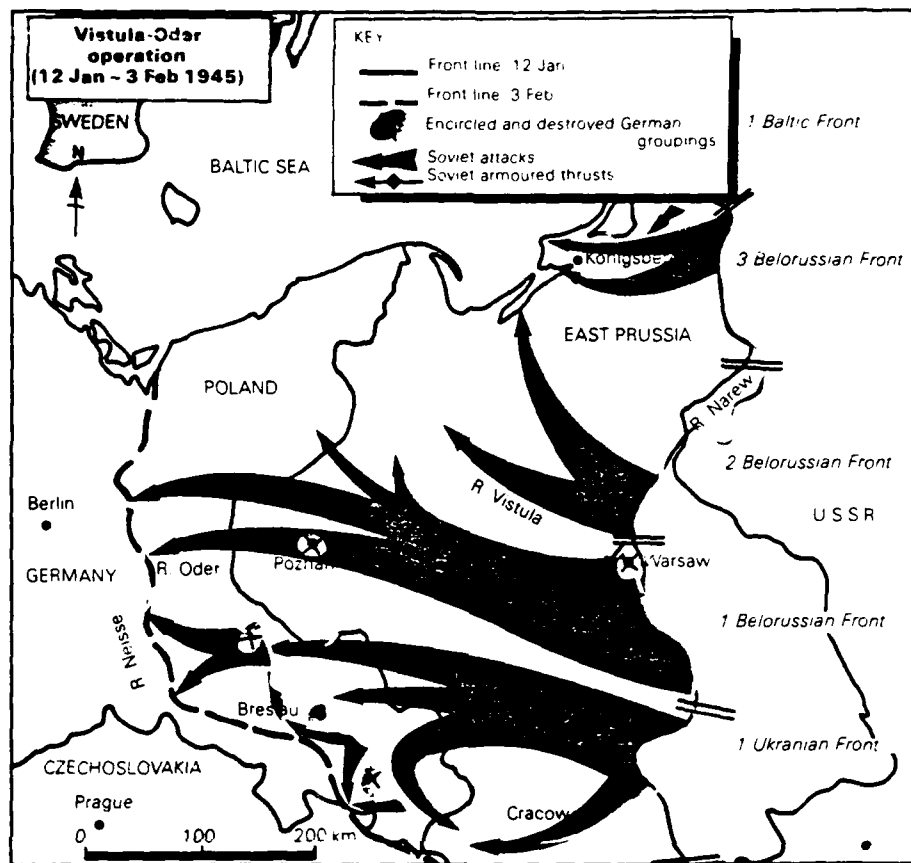 Vistula-Oder
operation
(12 Jan – 3 Feb 1945)
KEY
Front line 12 Jan
Front line 3 Feb
Encircled and destroyed German
groupings
Soviet attacks
Soviet armoured thrusts
SWEDEN
N
BALTIC SEA
1 Baltic Front
Königsbe
3 Belorussian Front
EAST PRUSSIA
POLAND
R Narew
2 Belorussian Front
R Vistula
USSR
Berlin
Warsaw
Poznan
GERMANY
R. Oder
1 Belorussian Front
R Neisse
Breslau
1 Ukranian Front
CZECHOSLOVAKIA
Prague
Cracow
0 100 200 km